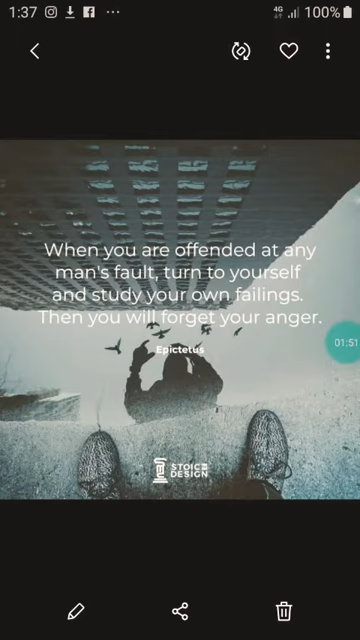 1:37
4G
100%
When you are offended at any
man's fault, turn to yourself
and study your own failings.
Then you will forget your anger.
Epictetus
01:51
STOIC
DESIGN